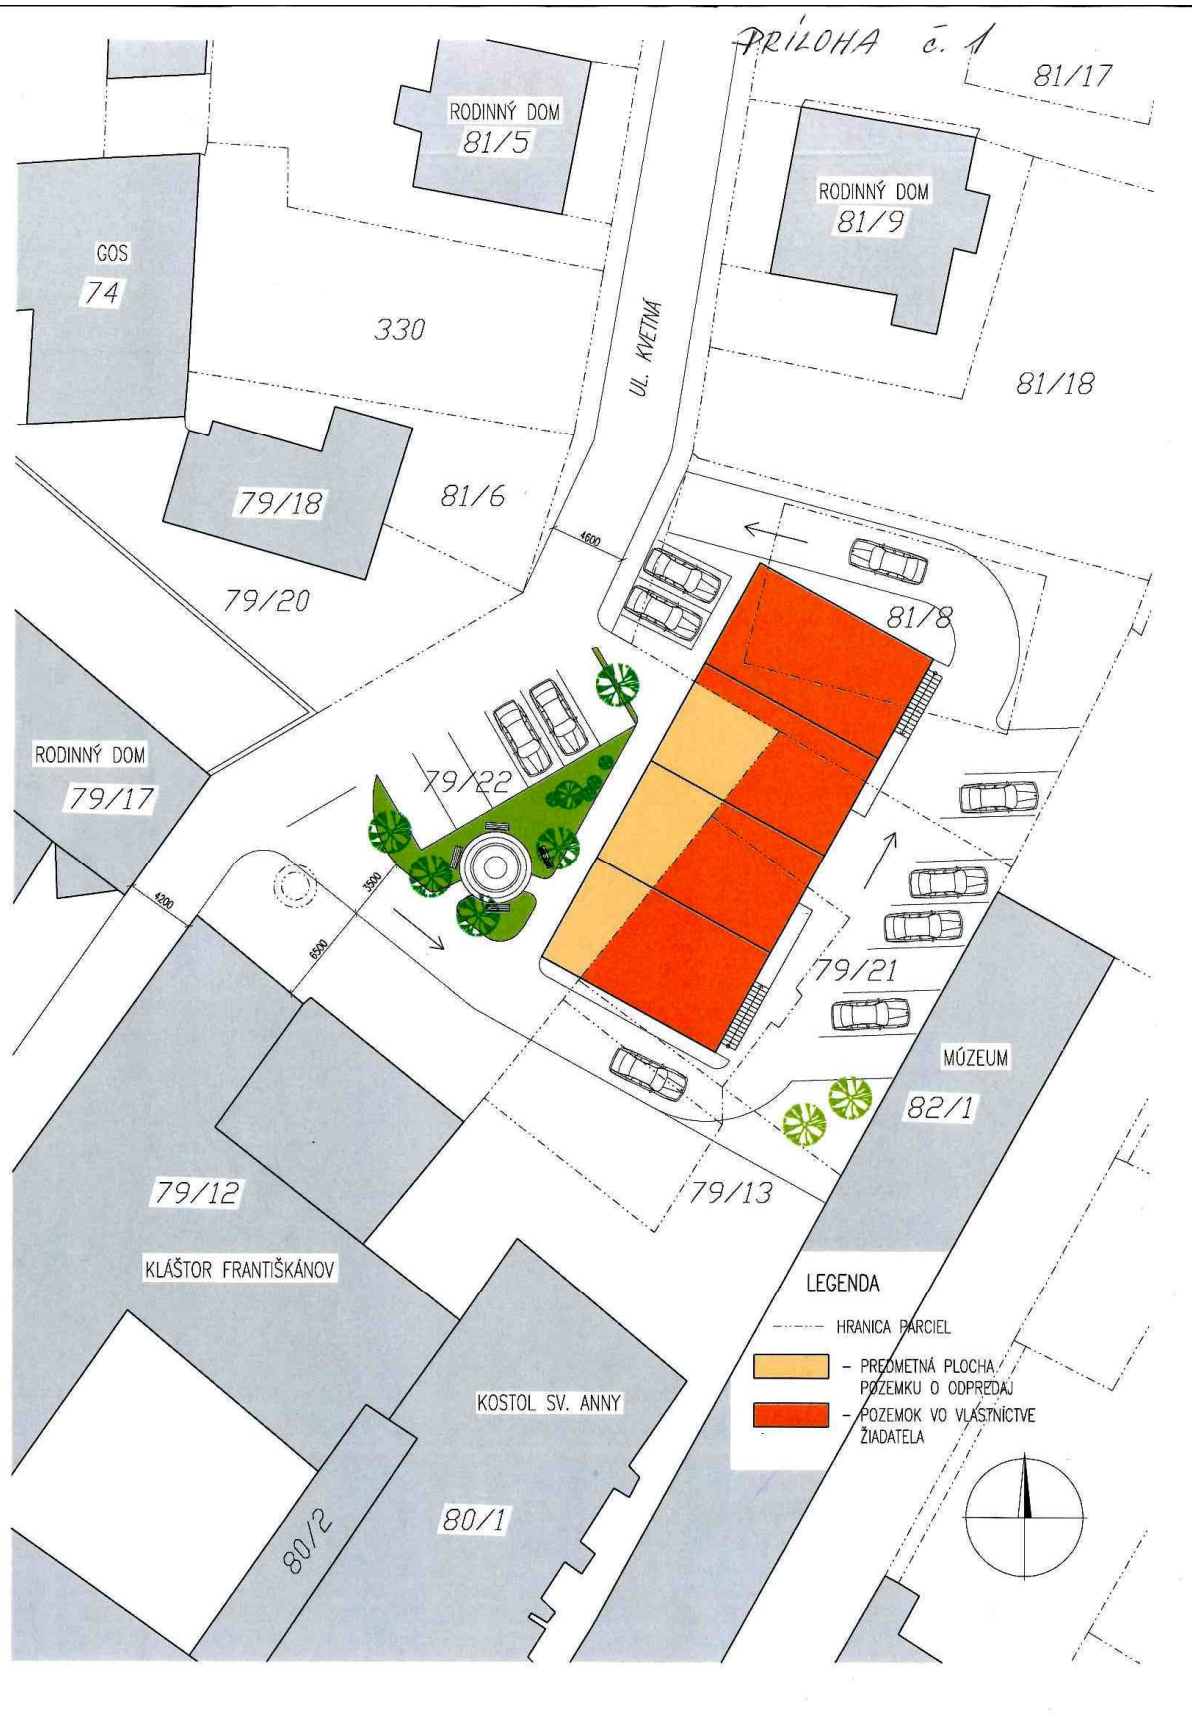 PRÍLOHA č. 1
81/17
RODINNÝ DOM
81/5
RODINNÝ DOM
81/9
GOS
74
330
UL. KVETNÁ
81/18
79/18
81/6
4600
79/20
81/8
RODINNÝ DOM
79/17
79/22
4200
3500
6500
79/21
MÚZEUM
82/1
79/12
79/13
KLÁŠTOR FRANTIŠKÁNOV
LEGENDA
HRANICA PARCIEL
– PREDMETNÁ PLOCHA
POZEMKU O ODPREDAJ
– POZEMOK VO VLASTNÍCTVE
ŽIADATELA
KOSTOL SV. ANNY
80/2
80/1